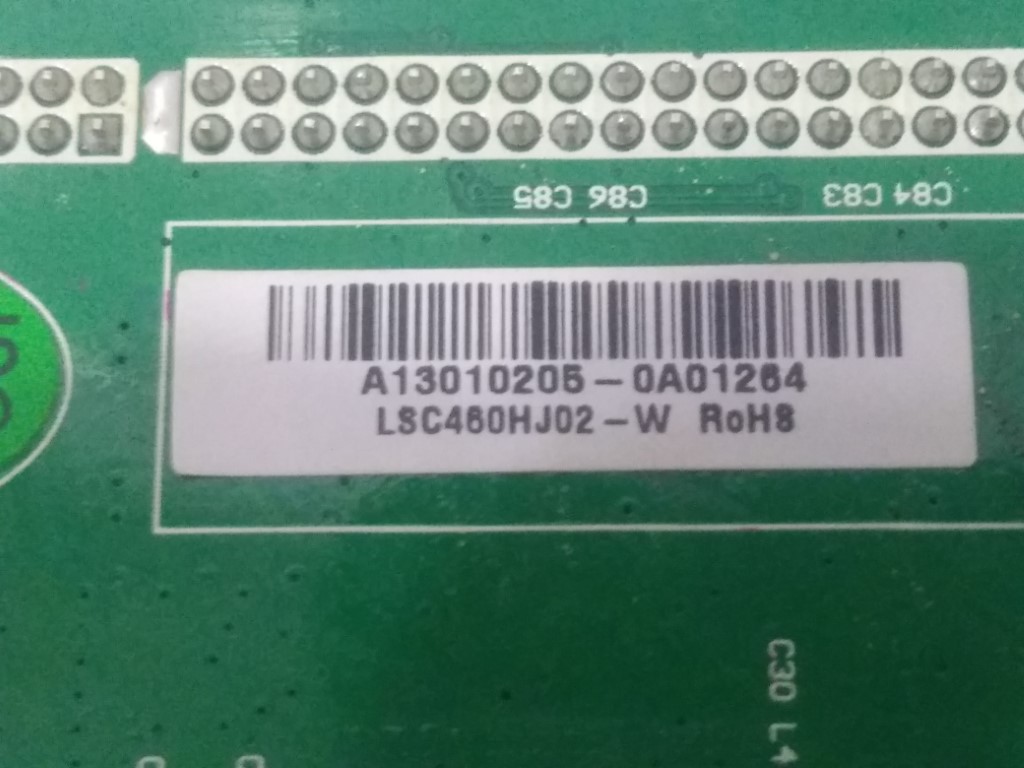 C85 C86 C83 C84
A13010205-0A01264
LSC460HJ02-W RoHS
C30 L4